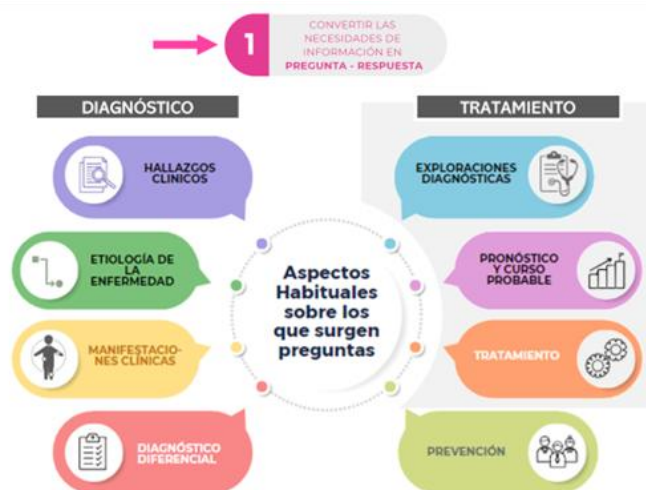 1
CONVERTIR LAS
NECESIDADES DE
INFORMACIÓN EN
PREGUNTA - RESPUESTA
DIAGNÓSTICO
HALLAZGOS
CLINICOS
ETIOLOGÍA DE
LA
ENFERMEDAD
MANIFESTACIO-
NES CLÍNICAS
DIAGNÓSTICO
DIFERENCIAL
Aspectos
Habituales
sobre los
que surgen
preguntas
TRATAMIENTO
EXPLORACIONES
DIAGNÓSTICAS
PRONÓSTICO
Y CURSO
PROBABLE
TRATAMIENTO
PREVENCIÓN